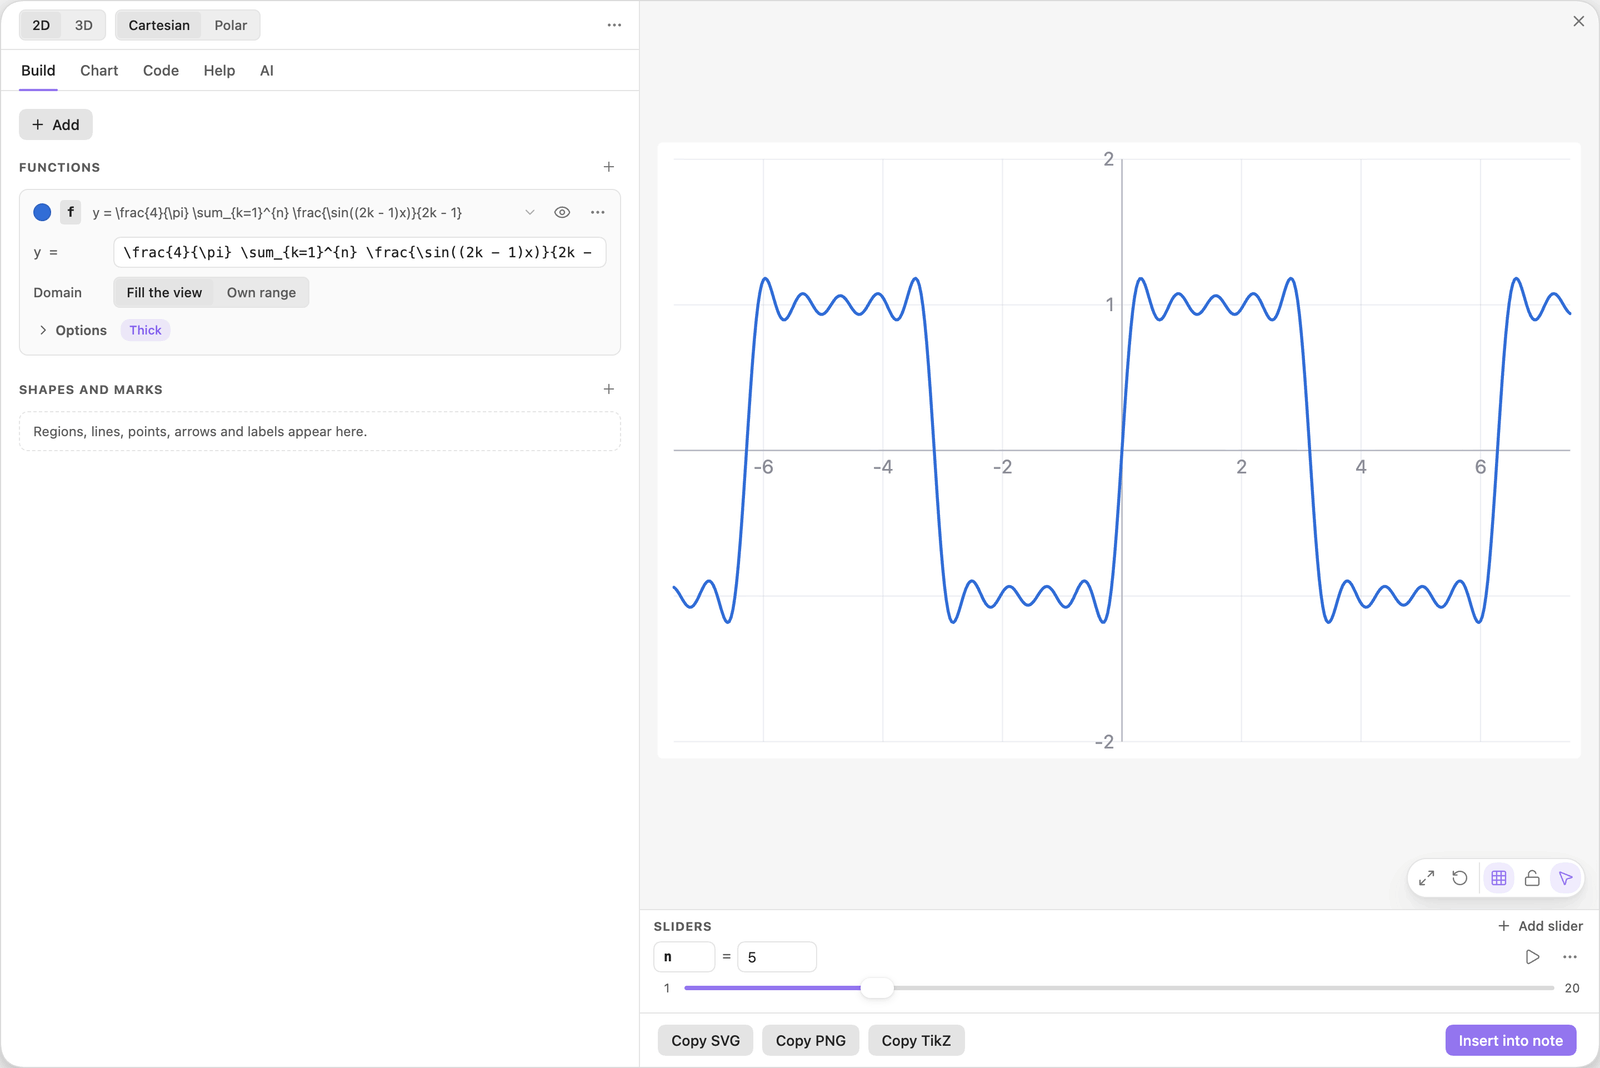 2D 3D Cartesian Polar
Build Chart Code Help AI
+ Add
FUNCTIONS
f y = \frac{4}{\pi} \sum_{k=1}^{n} \frac{\sin((2k - 1)x)}{2k - 1}
y = \frac{4}{\pi} \sum_{k=1}^{n} \frac{\sin((2k - 1)x)}{2k -
Domain Fill the view Own range
Options Thick
SHAPES AND MARKS
Regions, lines, points, arrows and labels appear here.
2
1
-6 -4 -2 2 4 6
-2
SLIDERS + Add slider
n = 5
1 20
Copy SVG Copy PNG Copy TikZ Insert into note